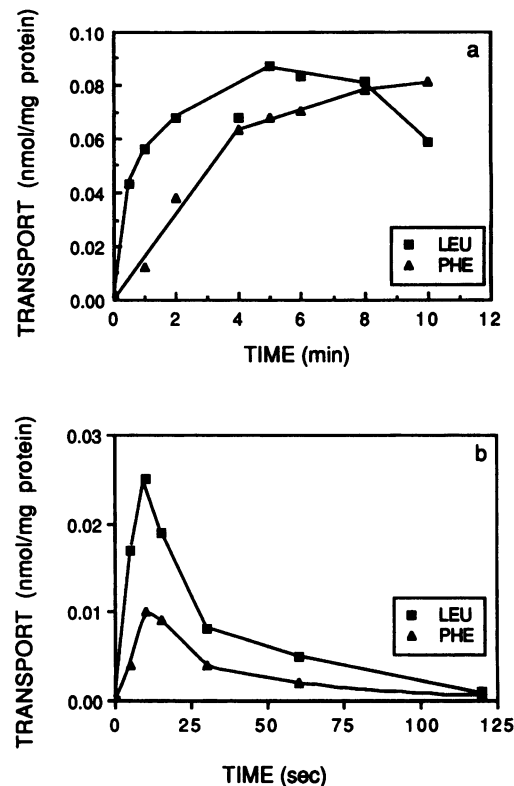 a
TRANSPORT (nmol/mg protein)
0.10
0.08
0.06
0.04
0.02
0.00
0 2 4 6 8 10 12
TIME (min)
LEU
PHE
b
TRANSPORT (nmol/mg protein)
0.03
0.02
0.01
0.00
0 25 50 75 100 125
TIME (sec)
LEU
PHE